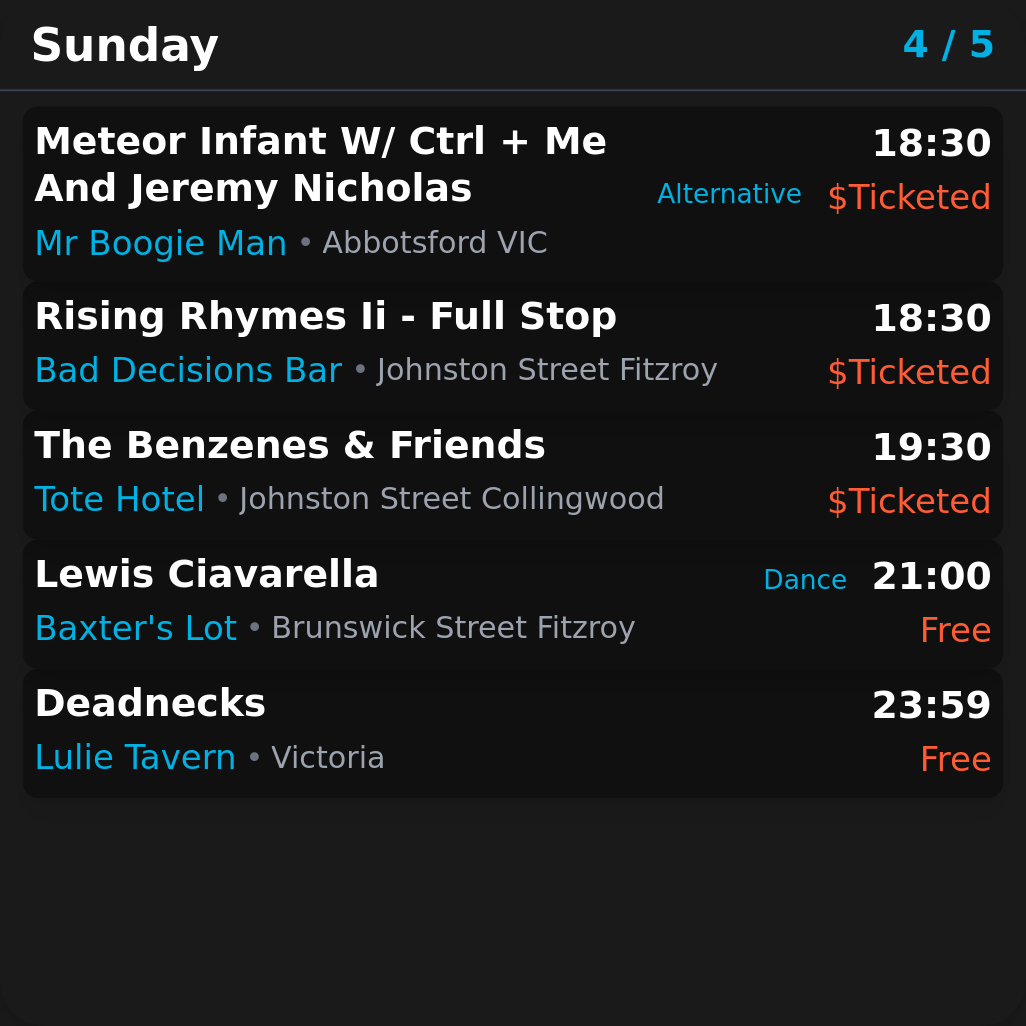 Sunday 4 / 5
Meteor Infant W/ Ctrl + Me 18:30
And Jeremy Nicholas Alternative $Ticketed
Mr Boogie Man • Abbotsford VIC
Rising Rhymes Ii - Full Stop 18:30
Bad Decisions Bar • Johnston Street Fitzroy $Ticketed
The Benzenes & Friends 19:30
Tote Hotel • Johnston Street Collingwood $Ticketed
Lewis Ciavarella Dance 21:00
Baxter's Lot • Brunswick Street Fitzroy Free
Deadnecks 23:59
Lulie Tavern • Victoria Free